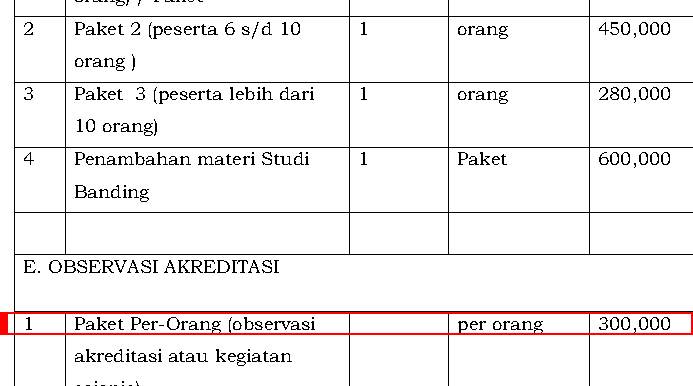 orang) / Paket
2 Paket 2 (peserta 6 s/d 10 1 orang 450,000
orang )
3 Paket 3 (peserta lebih dari 1 orang 280,000
10 orang)
4 Penambahan materi Studi 1 Paket 600,000
Banding
E. OBSERVASI AKREDITASI
1 Paket Per-Orang (observasi per orang 300,000
akreditasi atau kegiatan